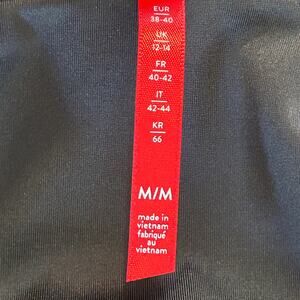 EUR
38-40
UK
12-14
FR
40-42
IT
42-44
KR
66
M/M
made in
vietnam
fabriqué
au
vietnam